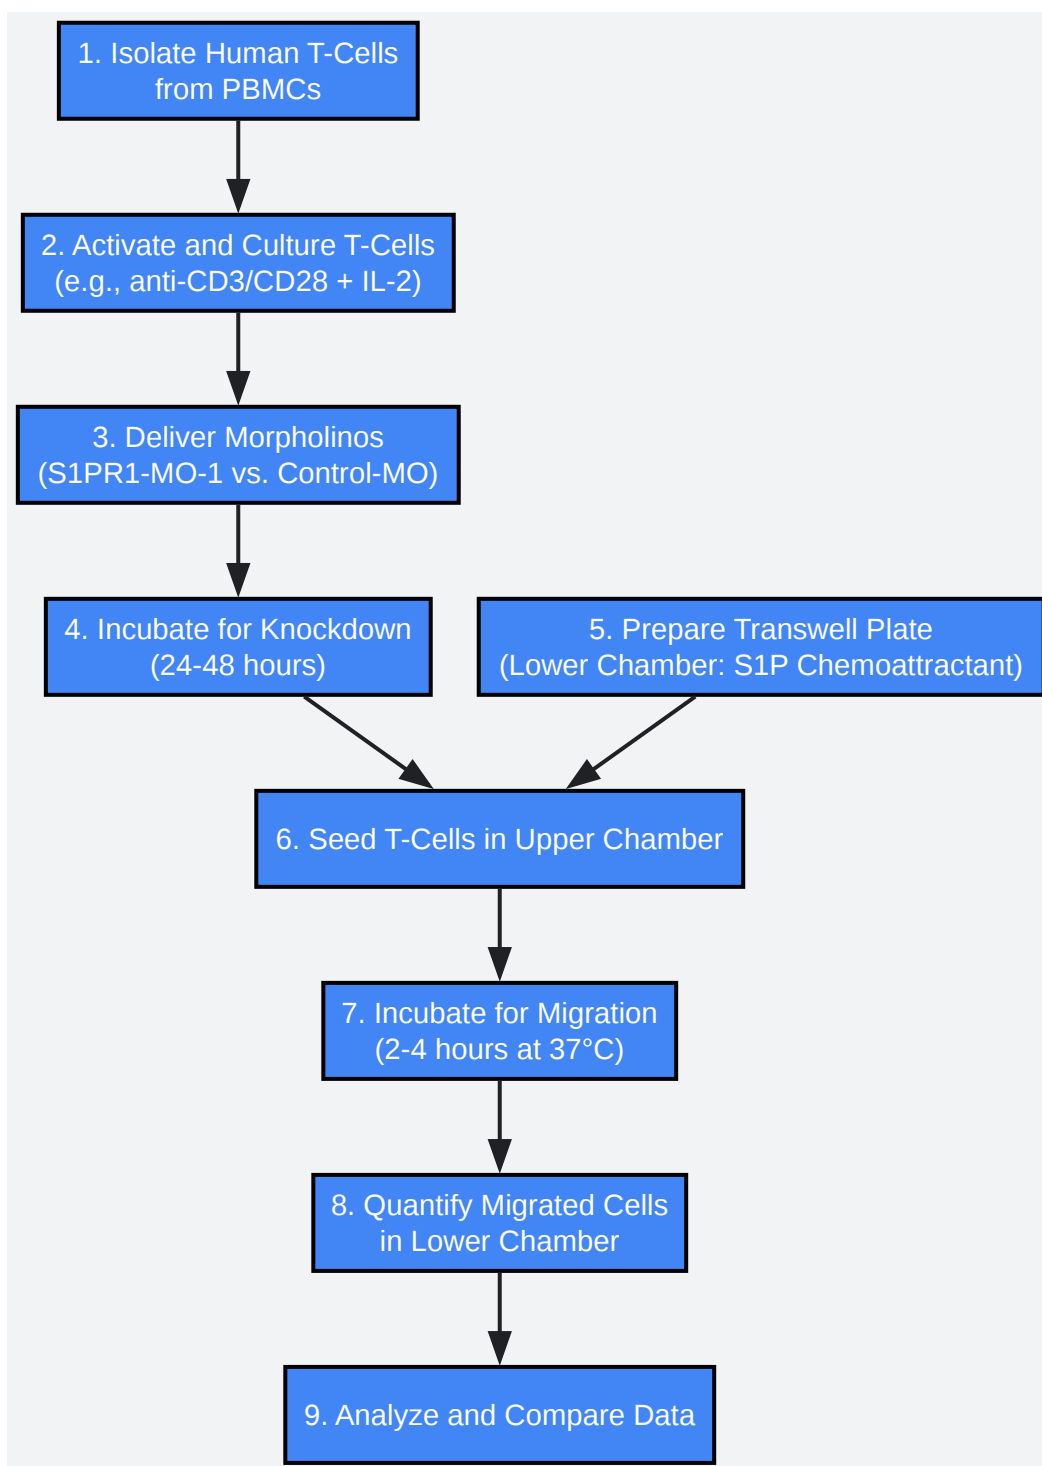 1. Isolate Human T-Cells
from PBMCs
2. Activate and Culture T-Cells
(e.g., anti-CD3/CD28 + IL-2)
3. Deliver Morpholinos
(S1PR1-MO-1 vs. Control-MO)
4. Incubate for Knockdown
(24-48 hours)
5. Prepare Transwell Plate
(Lower Chamber: S1P Chemoattractant)
6. Seed T-Cells in Upper Chamber
7. Incubate for Migration
(2-4 hours at 37°C)
8. Quantify Migrated Cells
in Lower Chamber
9. Analyze and Compare Data